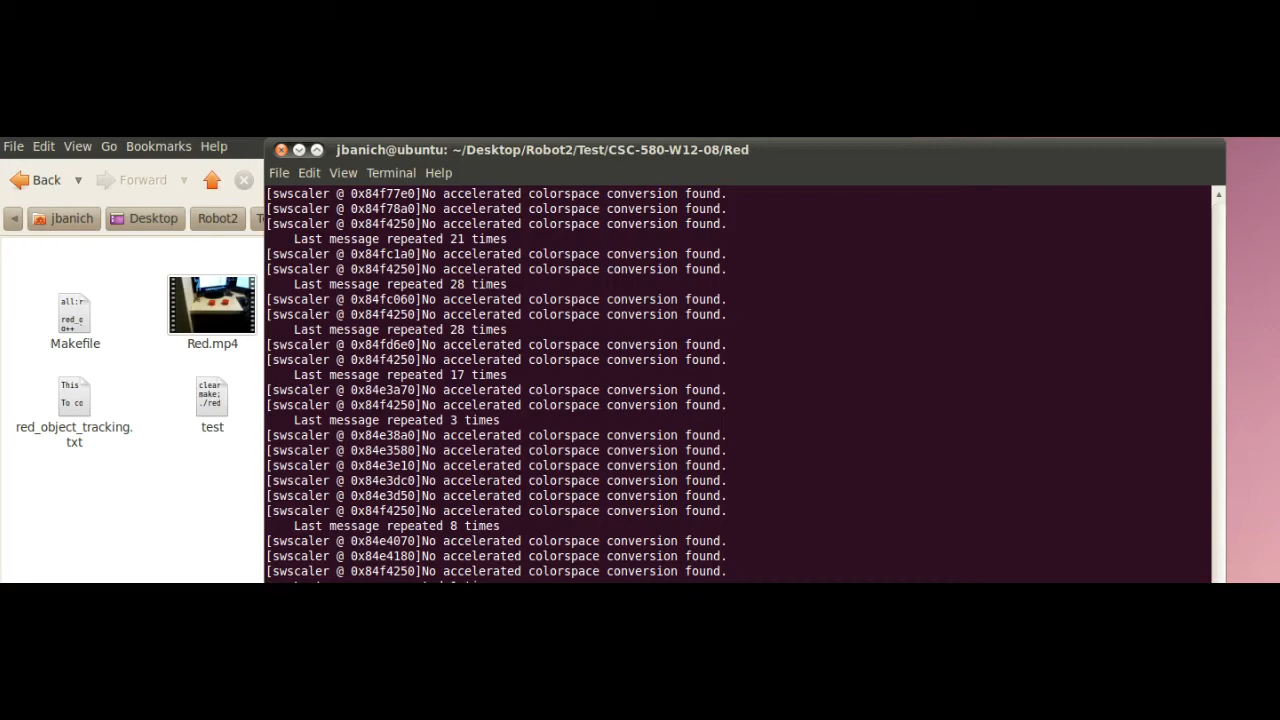 File Edit View Go Bookmarks Help
Back Forward
jbanich Desktop Robot2
all:r
red_c
Makefile
Red.mp4
This
To co
red_object_tracking.
txt
clear
make;
./red
test
jbanich@ubuntu: ~/Desktop/Robot2/Test/CSC-580-W12-08/Red
File Edit View Terminal Help
[swscaler @ 0x84f77e0]No accelerated colorspace conversion found.
[swscaler @ 0x84f78a0]No accelerated colorspace conversion found.
[swscaler @ 0x84f4250]No accelerated colorspace conversion found.
Last message repeated 21 times
[swscaler @ 0x84fc1a0]No accelerated colorspace conversion found.
[swscaler @ 0x84f4250]No accelerated colorspace conversion found.
Last message repeated 28 times
[swscaler @ 0x84fc060]No accelerated colorspace conversion found.
[swscaler @ 0x84f4250]No accelerated colorspace conversion found.
Last message repeated 28 times
[swscaler @ 0x84fd6e0]No accelerated colorspace conversion found.
[swscaler @ 0x84f4250]No accelerated colorspace conversion found.
Last message repeated 17 times
[swscaler @ 0x84e3a70]No accelerated colorspace conversion found.
[swscaler @ 0x84f4250]No accelerated colorspace conversion found.
Last message repeated 3 times
[swscaler @ 0x84e38a0]No accelerated colorspace conversion found.
[swscaler @ 0x84e3580]No accelerated colorspace conversion found.
[swscaler @ 0x84e3e10]No accelerated colorspace conversion found.
[swscaler @ 0x84e3dc0]No accelerated colorspace conversion found.
[swscaler @ 0x84e3d50]No accelerated colorspace conversion found.
[swscaler @ 0x84f4250]No accelerated colorspace conversion found.
Last message repeated 8 times
[swscaler @ 0x84e4070]No accelerated colorspace conversion found.
[swscaler @ 0x84e4180]No accelerated colorspace conversion found.
[swscaler @ 0x84f4250]No accelerated colorspace conversion found.